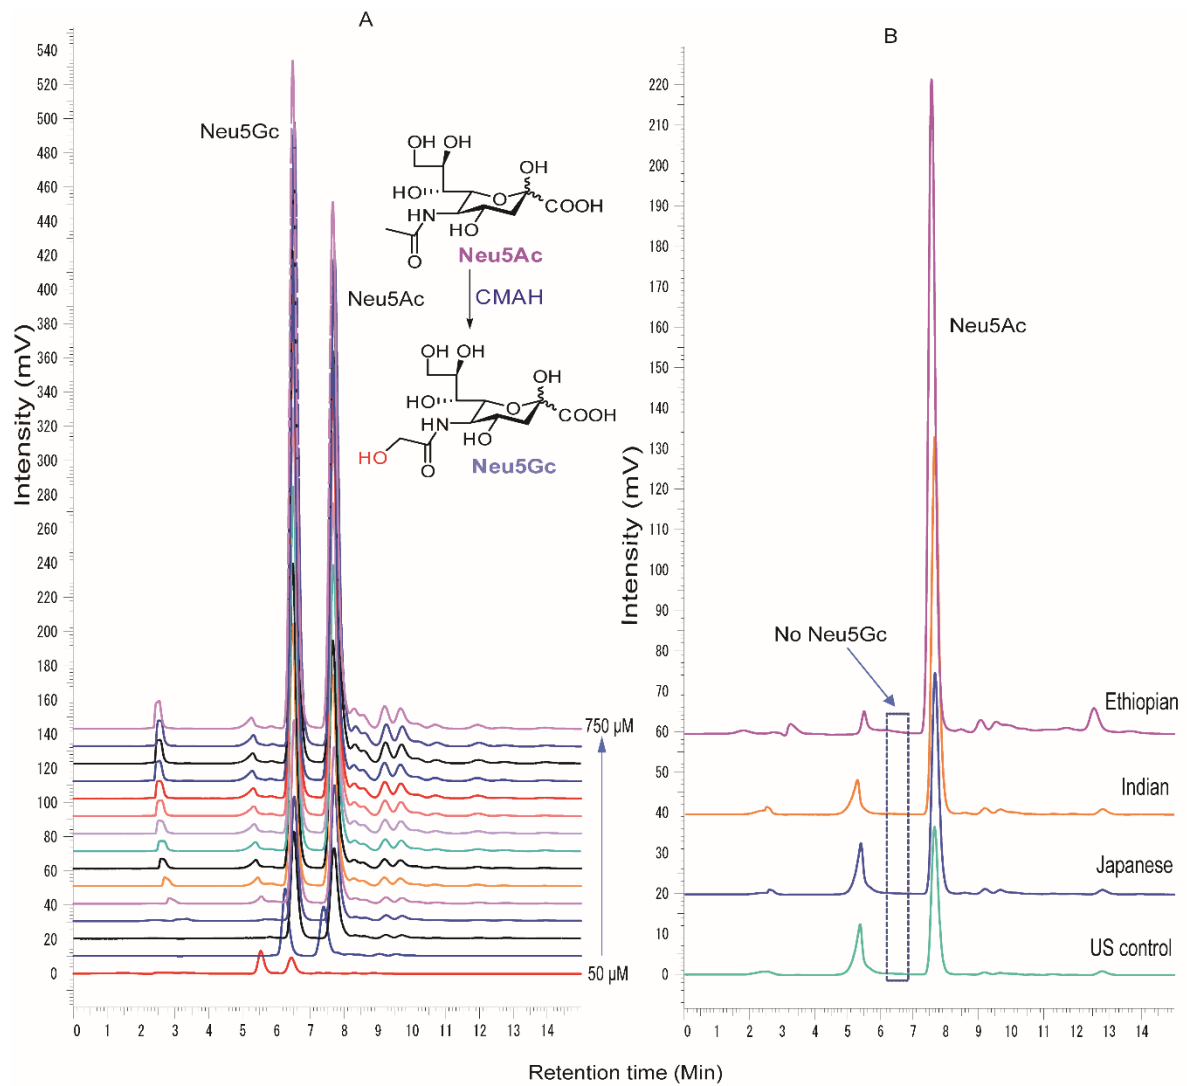 A
Intensity (mV)
540
520
500
480
460
440
420
400
380
360
340
320
300
280
260
240
220
200
180
160
140
120
100
80
60
40
20
0
Neu5Gc
Neu5Ac
OH OH
OH
HO
O
COOH
HN
HO
O
Neu5Ac
CMAH
OH OH
OH
HO
O
COOH
HN
HO
HO
O
Neu5Gc
750 µM
50 µM
0 1 2 3 4 5 6 7 8 9 10 11 12 13 14
B
Intensity (mV)
220
210
200
190
180
170
160
150
140
130
120
110
100
90
80
70
60
50
40
30
20
10
0
Neu5Ac
No Neu5Gc
Ethiopian
Indian
Japanese
US control
0 1 2 3 4 5 6 7 8 9 10 11 12 13 14
Retention time (Min)